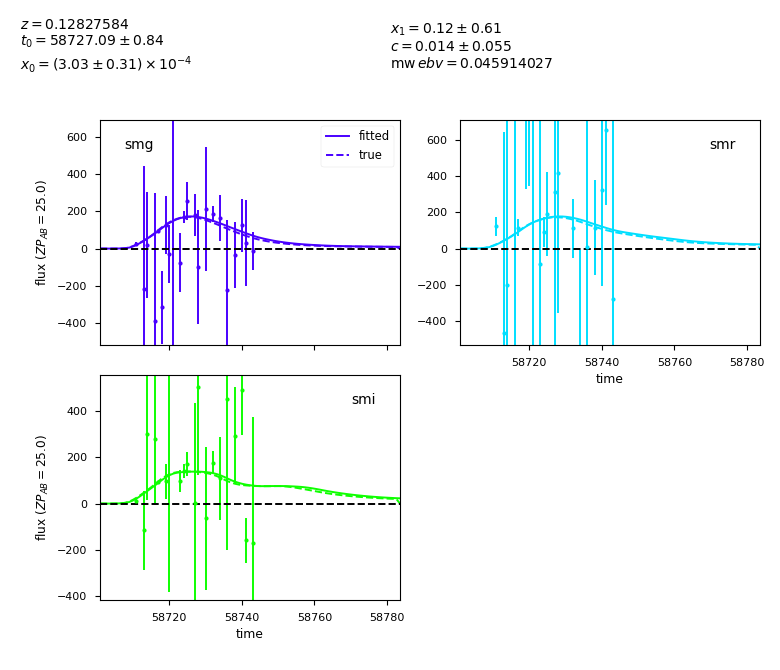 z = 0.12827584
t₀ = 58727.09 ± 0.84
x₀ = (3.03 ± 0.31) × 10⁻⁴
x₁ = 0.12 ± 0.61
c = 0.014 ± 0.055
mw ebv = 0.045914027
smg
fitted
true
600
400
200
0
−200
−400
flux (ZP_AB = 25.0)
smr
600
400
200
0
−200
−400
58720 58740 58760 58780
time
smi
400
200
0
−200
−400
flux (ZP_AB = 25.0)
58720 58740 58760 58780
time